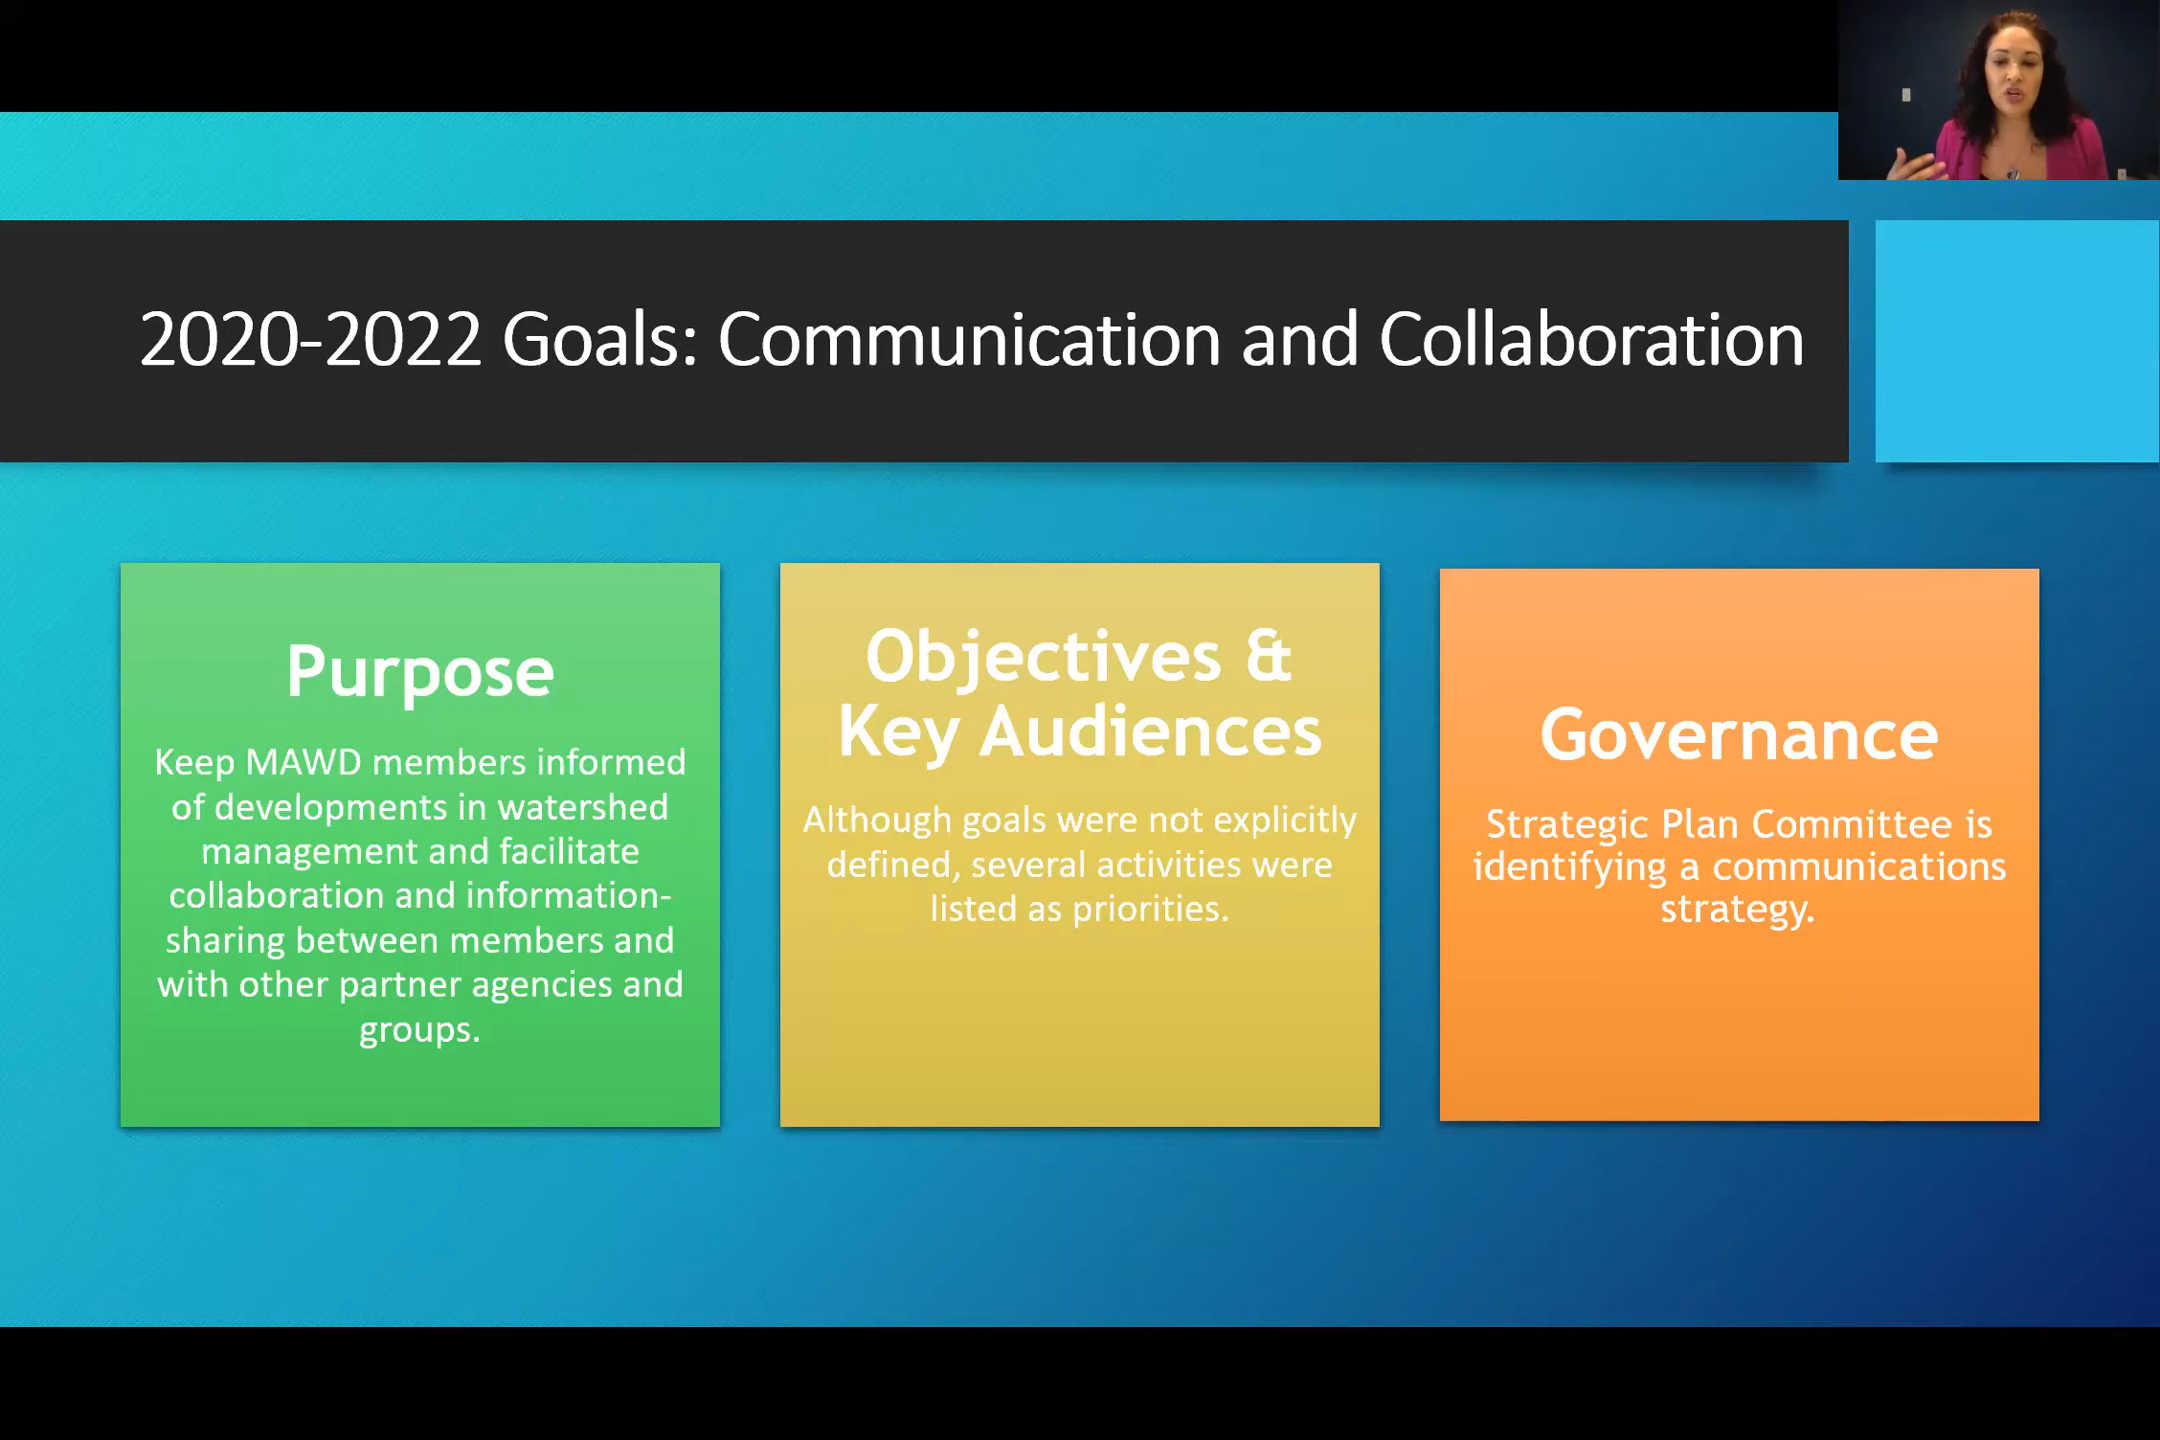 2020-2022 Goals: Communication and Collaboration
Purpose
Keep MAWD members informed
of developments in watershed
management and facilitate
collaboration and information-
sharing between members and
with other partner agencies and
groups.
Objectives &
Key Audiences
Although goals were not explicitly
defined, several activities were
listed as priorities.
Governance
Strategic Plan Committee is
identifying a communications
strategy.